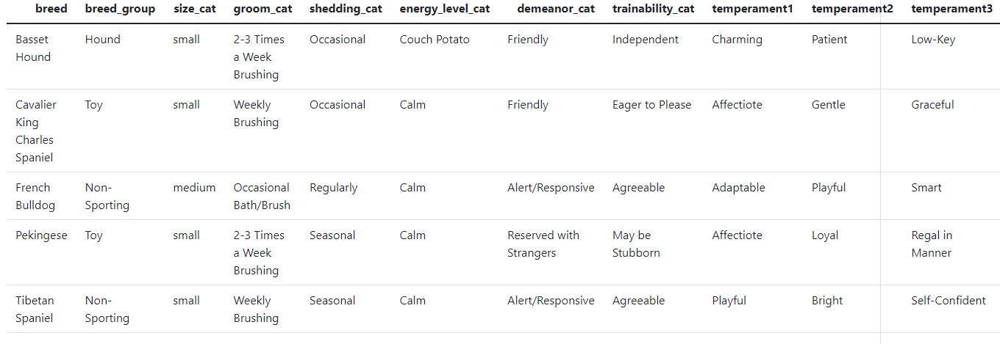 breed breed_group size_cat groom_cat shedding_cat energy_level_cat demeanor_cat trainability_cat temperament1 temperament2 temperament3
Basset Hound 2-3 Times Occasional Couch Potato Friendly Independent Charming Patient Low-Key
Hound small a Week
Brushing
Cavalier Toy small Weekly Occasional Calm Friendly Eager to Please Affectiote Gentle Graceful
King Brushing
Charles
Spaniel
French Non- medium Occasional Regularly Calm Alert/Responsive Agreeable Adaptable Playful Smart
Bulldog Sporting Bath/Brush
Pekingese Toy small 2-3 Times Seasonal Calm Reserved with May be Affectiote Loyal Regal in
a Week Strangers Stubborn Manner
Brushing
Tibetan Non- small Weekly Seasonal Calm Alert/Responsive Agreeable Playful Bright Self-Confident
Spaniel Sporting Brushing